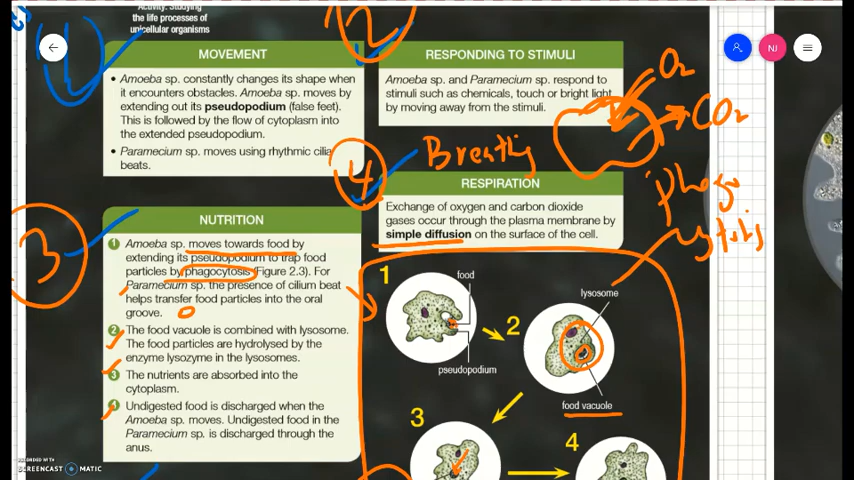 Activity: Studying
the life processes of
unicellular organisms
1
2
MOVEMENT
• Amoeba sp. constantly changes its shape when
it encounters obstacles. Amoeba sp. moves by
extending out its pseudopodium (false feet).
This is followed by the flow of cytoplasm into
the extended pseudopodium.
• Paramecium sp. moves using rhythmic cilia
beats.
RESPONDING TO STIMULI
Amoeba sp. and Paramecium sp. respond to
stimuli such as chemicals, touch or bright light
by moving away from the stimuli.
O2
CO2
NJ
4
Breathing
RESPIRATION
Exchange of oxygen and carbon dioxide
gases occur through the plasma membrane by
simple diffusion on the surface of the cell.
phago
cytosis
3
NUTRITION
1 Amoeba sp. moves towards food by
extending its pseudopodium to trap food
particles by phagocytosis (Figure 2.3). For
Paramecium sp. the presence of cilium beat
helps transfer food particles into the oral
groove.
2 The food vacuole is combined with lysosome.
The food particles are hydrolysed by the
enzyme lysozyme in the lysosomes.
3 The nutrients are absorbed into the
cytoplasm.
4 Undigested food is discharged when the
Amoeba sp. moves. Undigested food in the
Paramecium sp. is discharged through the
anus.
1
food
pseudopodium
2
lysosome
food vacuole
3
4
SCREENCAST MATIC